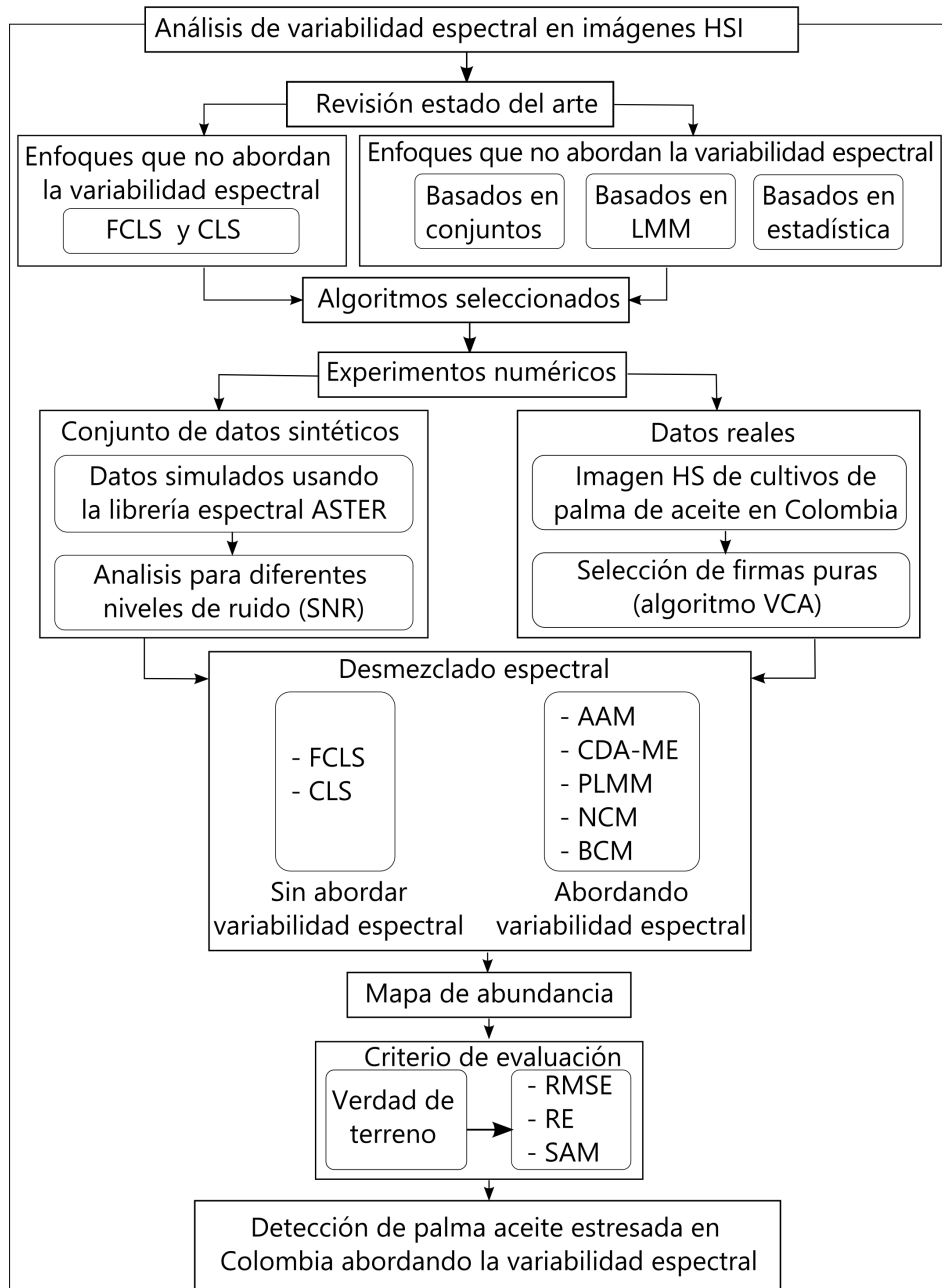 Análisis de variabilidad espectral en imágenes HSI
Revisión estado del arte
Enfoques que no abordan
la variabilidad espectral
FCLS y CLS
Enfoques que no abordan la variabilidad espectral
Basados en
conjuntos
Basados en
LMM
Basados en
estadística
Algoritmos seleccionados
Experimentos numéricos
Conjunto de datos sintéticos
Datos simulados usando
la librería espectral ASTER
Analisis para diferentes
niveles de ruido (SNR)
Datos reales
Imagen HS de cultivos de
palma de aceite en Colombia
Selección de firmas puras
(algoritmo VCA)
Desmezclado espectral
- FCLS
- CLS
Sin abordar
variabilidad espectral
- AAM
- CDA-ME
- PLMM
- NCM
- BCM
Abordando
variabilidad espectral
Mapa de abundancia
Criterio de evaluación
Verdad de
terreno
- RMSE
- RE
- SAM
Detección de palma aceite estresada en
Colombia abordando la variabilidad espectral